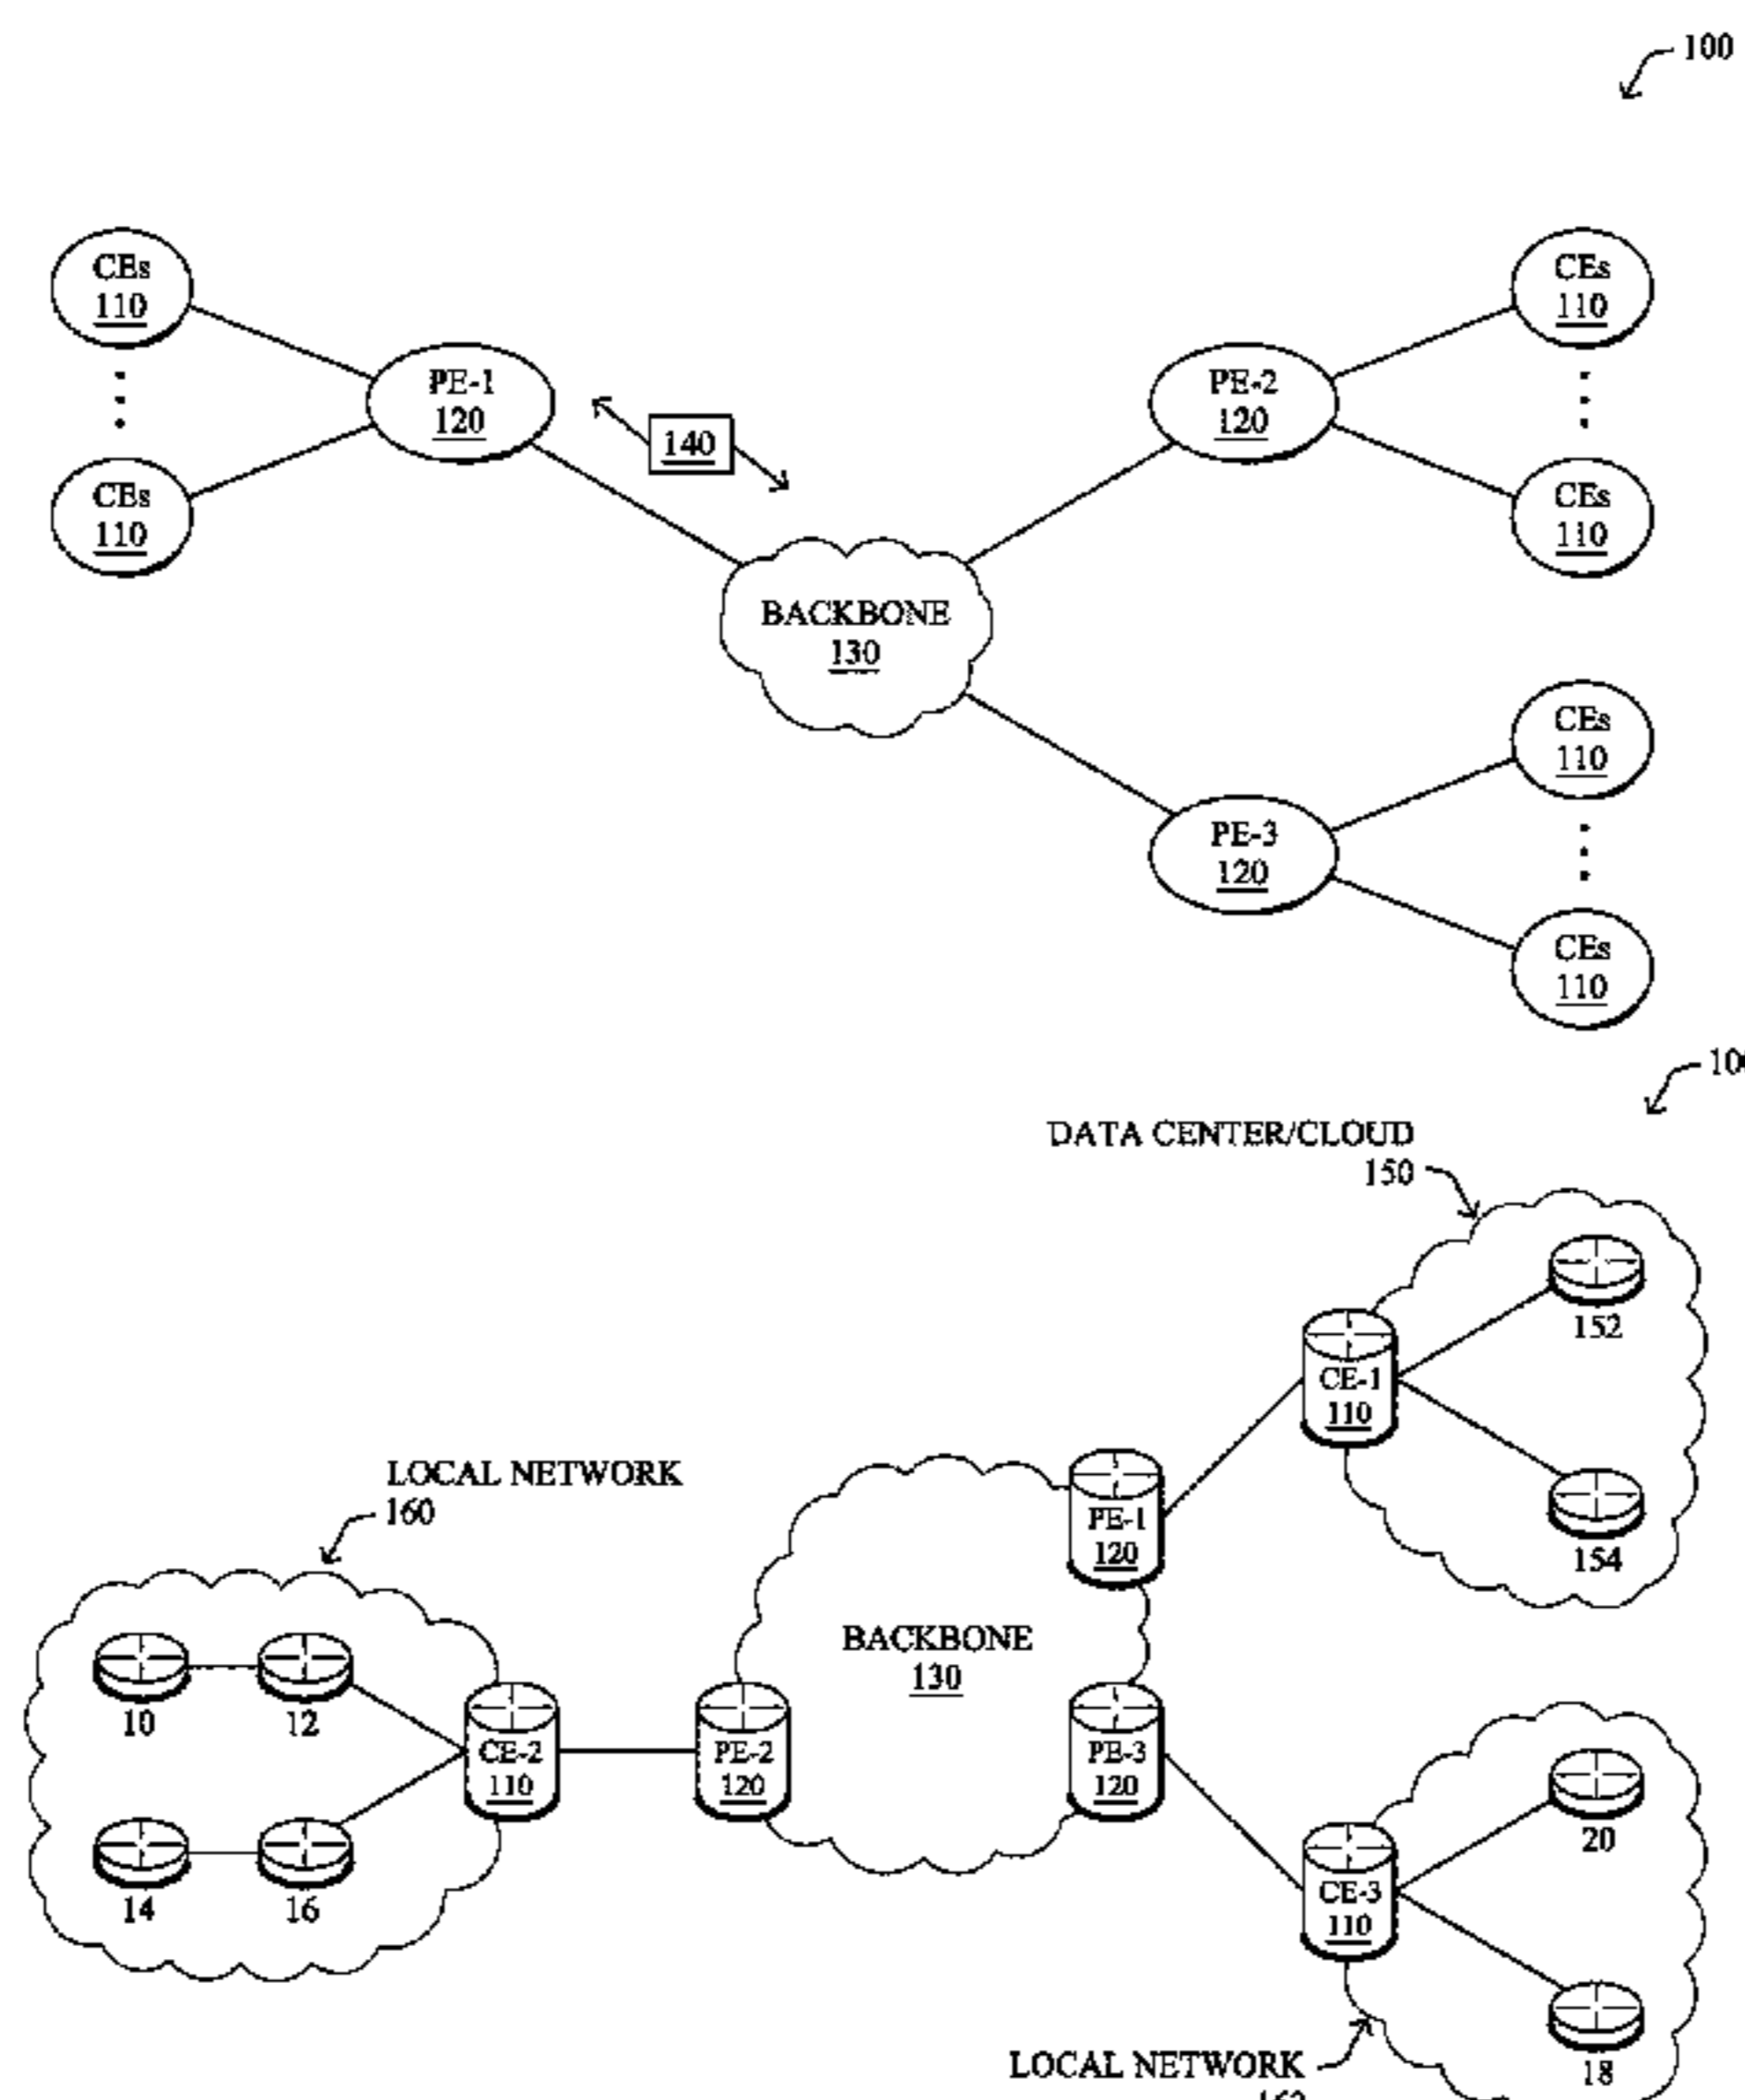 100
CEs
110
CEs
110
PE-1
120
140
PE-2
120
CEs
110
CEs
110
BACKBONE
130
PE-3
120
CEs
110
CEs
110
DATA CENTER/CLOUD
150
152
CE-1
110
154
LOCAL NETWORK
160
PE-1
120
BACKBONE
130
10
12
14
16
CE-2
110
PE-2
120
PE-3
120
CE-3
110
20
18
LOCAL NETWORK